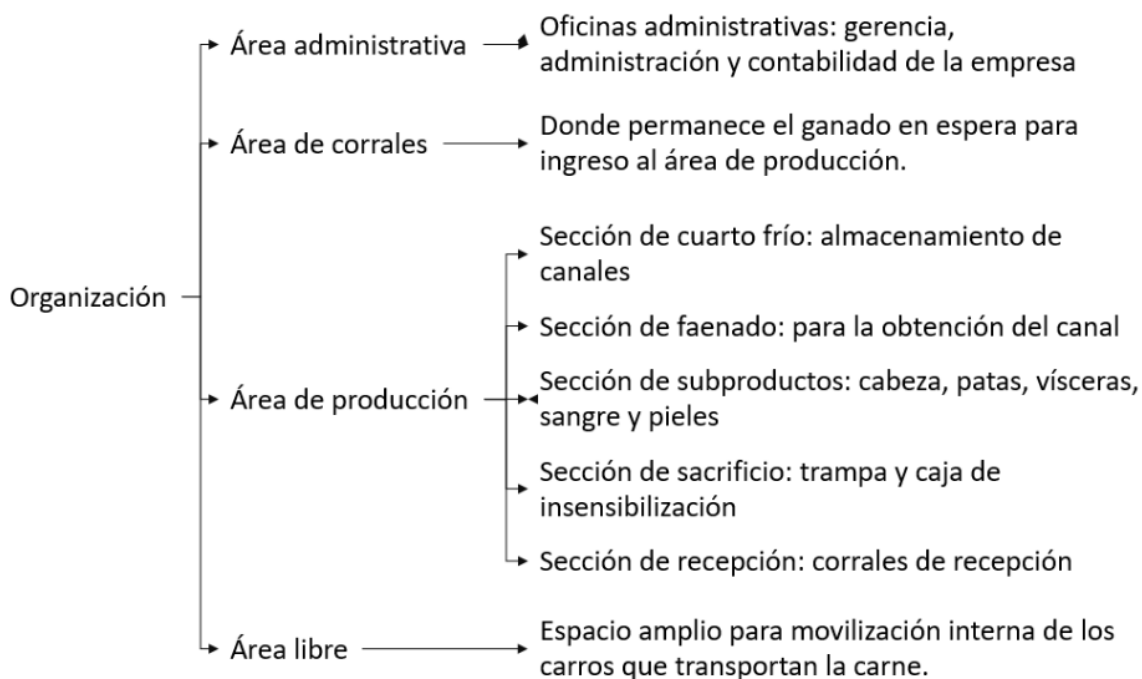 Organización
Área administrativa
Oficinas administrativas: gerencia,
administración y contabilidad de la empresa
Área de corrales
Donde permanece el ganado en espera para
ingreso al área de producción.
Área de producción
Sección de cuarto frío: almacenamiento de
canales
Sección de faenado: para la obtención del canal
Sección de subproductos: cabeza, patas, vísceras,
sangre y pieles
Sección de sacrificio: trampa y caja de
insensibilización
Sección de recepción: corrales de recepción
Área libre
Espacio amplio para movilización interna de los
carros que transportan la carne.